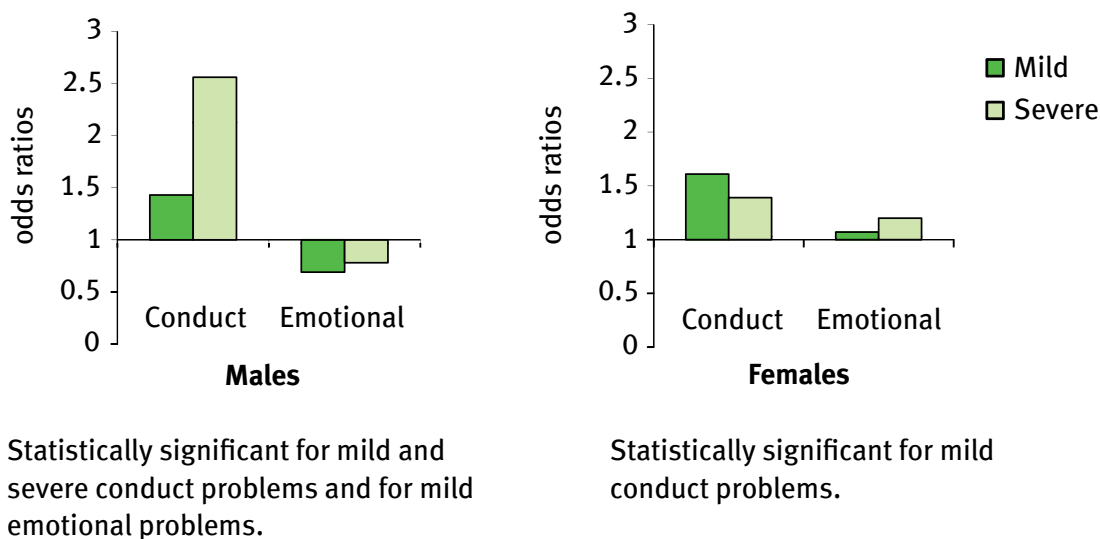 3
2.5
2
1.5
1
0.5
0
odds ratios
Conduct Emotional
Males
3
2.5
2
1.5
1
0.5
0
odds ratios
Conduct Emotional
Females
Mild
Severe
Statistically significant for mild and
severe conduct problems and for mild
emotional problems.
Statistically significant for mild
conduct problems.